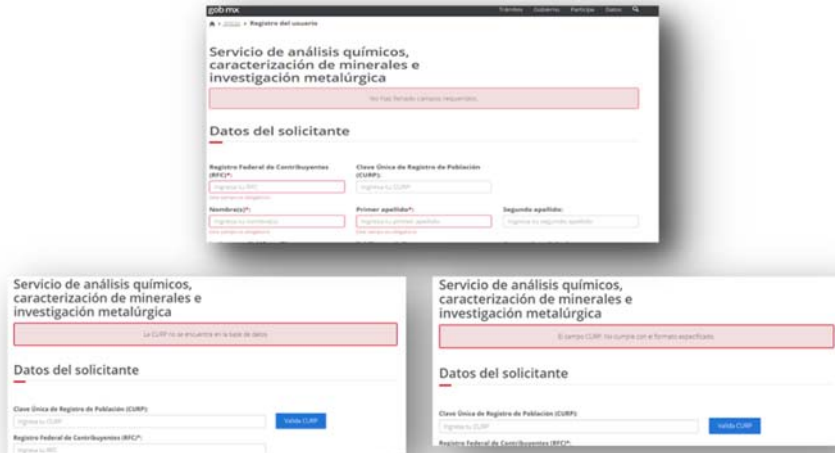 gob mx
Trámites Gobierno Participa Datos
Inicio > Registro del usuario
Servicio de análisis químicos,
caracterización de minerales e
investigación metalúrgica
No has llenado campos requeridos.
Datos del solicitante
Registro Federal de Contribuyentes
(RFC)*:
Clave Única de Registro de Población
(CURP):
Ingresa tu RFC
Ingresa tu CURP
Este campo es obligatorio
Nombre(s)*:
Primer apellido*:
Segundo apellido:
Ingresa tu nombre(s)
Ingresa tu primer apellido
Ingresa tu segundo apellido
Este campo es obligatorio
Este campo es obligatorio
Servicio de análisis químicos,
caracterización de minerales e
investigación metalúrgica
La CURP no se encuentra en la base de datos
Datos del solicitante
Clave Única de Registro de Población (CURP):
Ingresa tu CURP
Valida CURP
Registro Federal de Contribuyentes (RFC)*:
Ingresa tu RFC
Servicio de análisis químicos,
caracterización de minerales e
investigación metalúrgica
El campo CURP: No cumple con el formato especificado.
Datos del solicitante
Clave Única de Registro de Población (CURP):
Ingresa tu CURP
Valida CURP
Registro Federal de Contribuyentes (RFC)*: